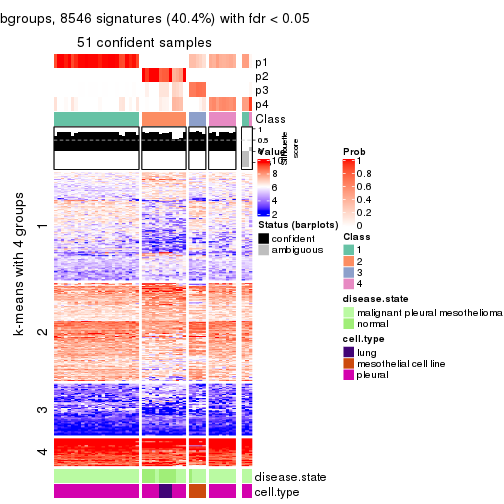 bgroups, 8546 signatures (40.4%) with fdr < 0.05
51 confident samples
p1
p2
p3
p4
Class
1
0.5
0
Silhouette
score
k-means with 4 groups
1
2
3
4
disease.state
cell.type
Value
10
8
6
4
2
Status (barplots)
confident
ambiguous
Prob
1
0.8
0.6
0.4
0.2
0
Class
1
2
3
4
disease.state
malignant pleural mesothelioma
normal
cell.type
lung
mesothelial cell line
pleural